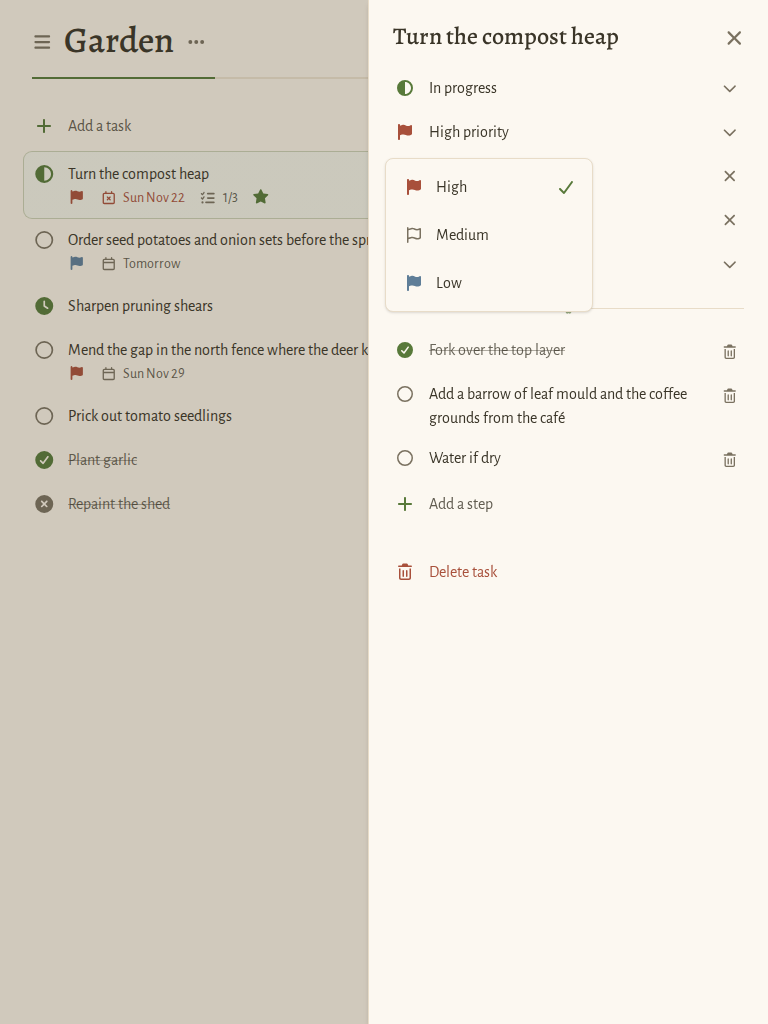 Garden
Add a task
Turn the compost heap
Sun Nov 22
1/3
Order seed potatoes and onion sets before the
Tomorrow
Sharpen pruning shears
Mend the gap in the north fence where the deer
Sun Nov 29
Prick out tomato seedlings
Plant garlic
Repaint the shed
Turn the compost heap
In progress
High priority
High
Medium
Low
Fork over the top layer
Add a barrow of leaf mould and the coffee
grounds from the café
Water if dry
Add a step
Delete task